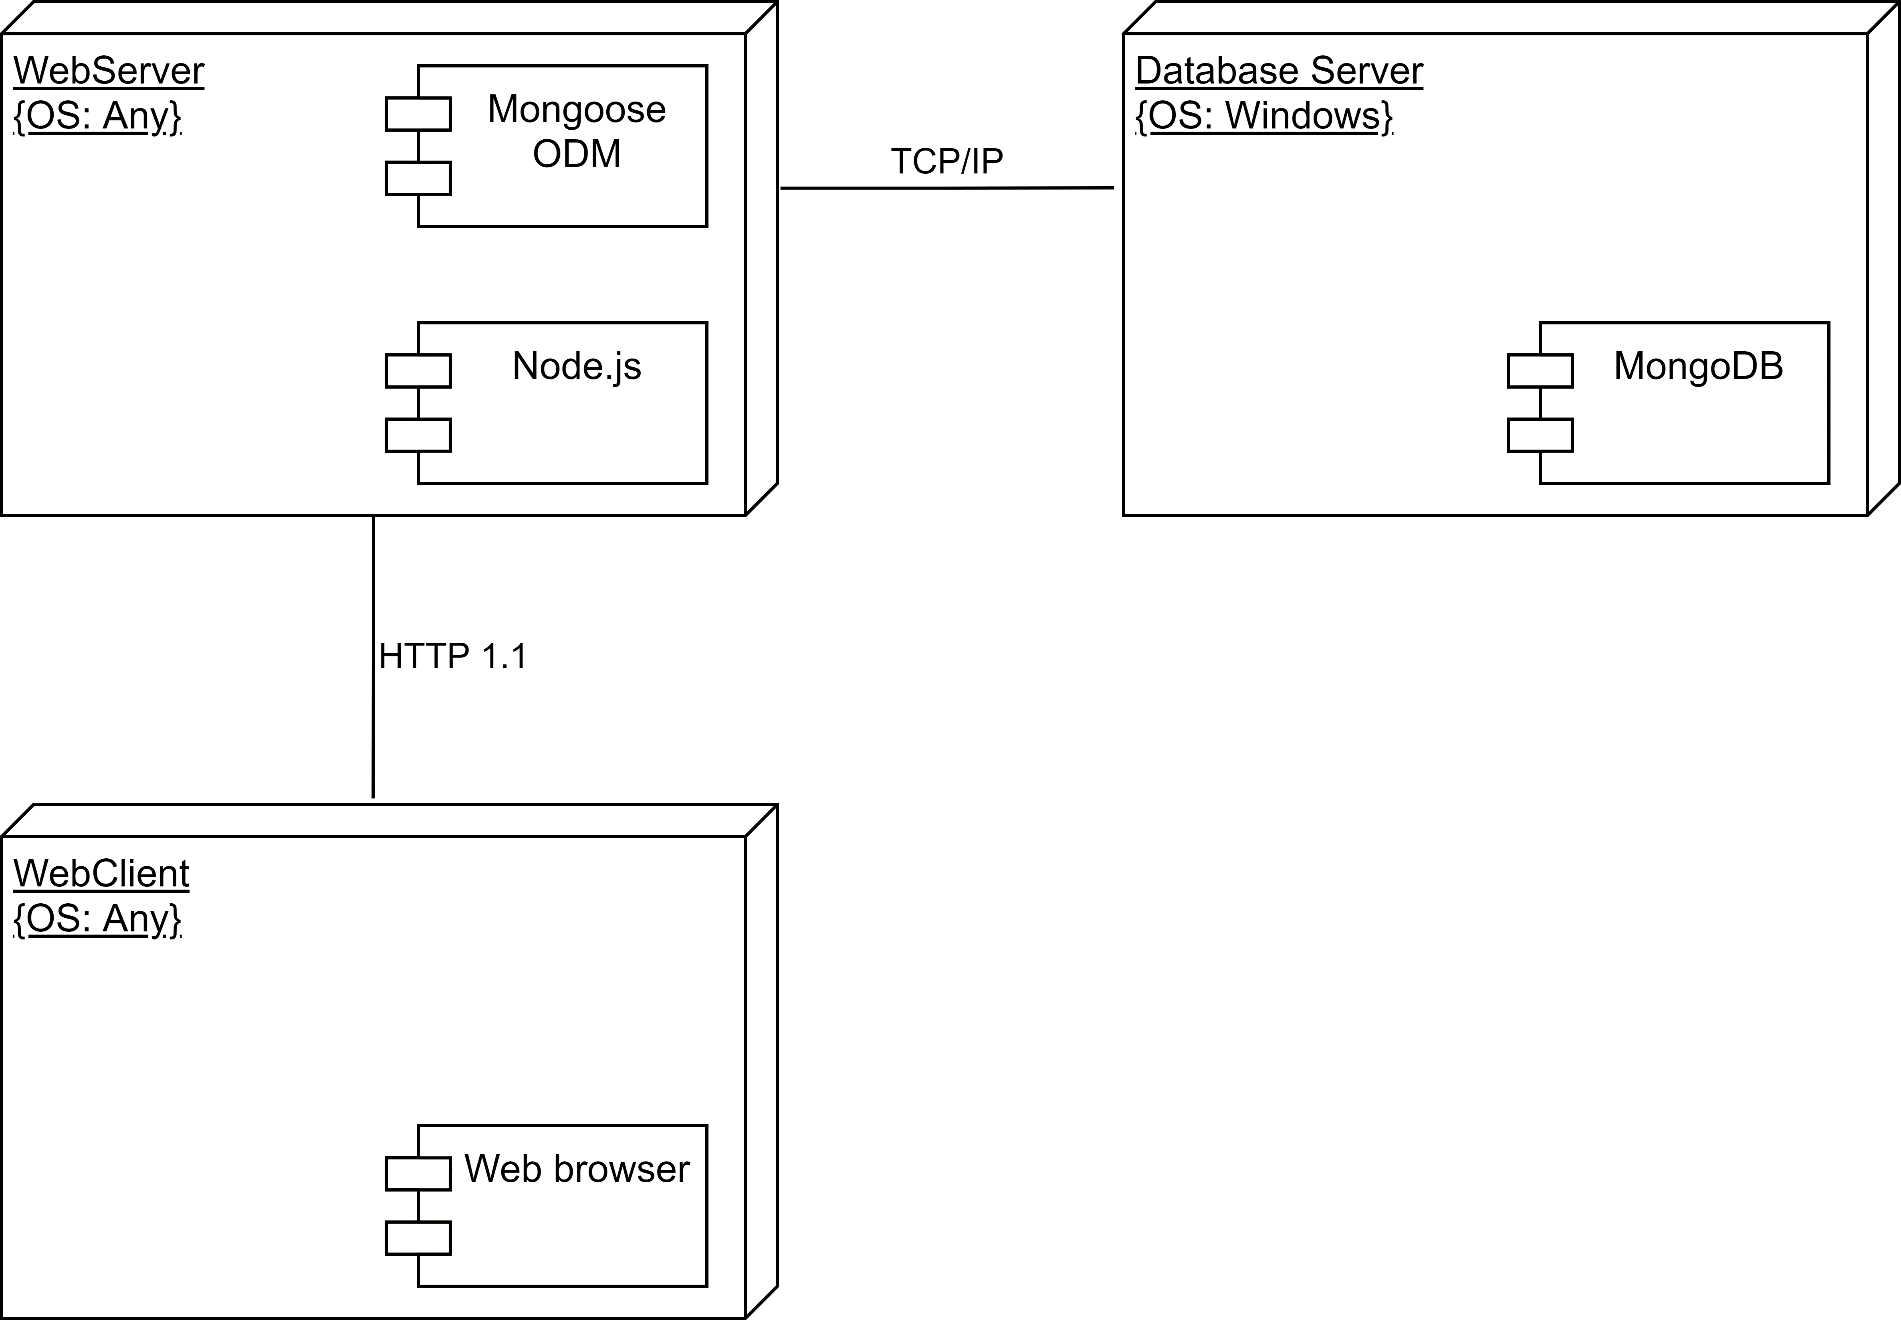 WebServer
{OS: Any}
Mongoose
ODM
Node.js
TCP/IP
Database Server
{OS: Windows}
MongoDB
HTTP 1.1
WebClient
{OS: Any}
Web browser